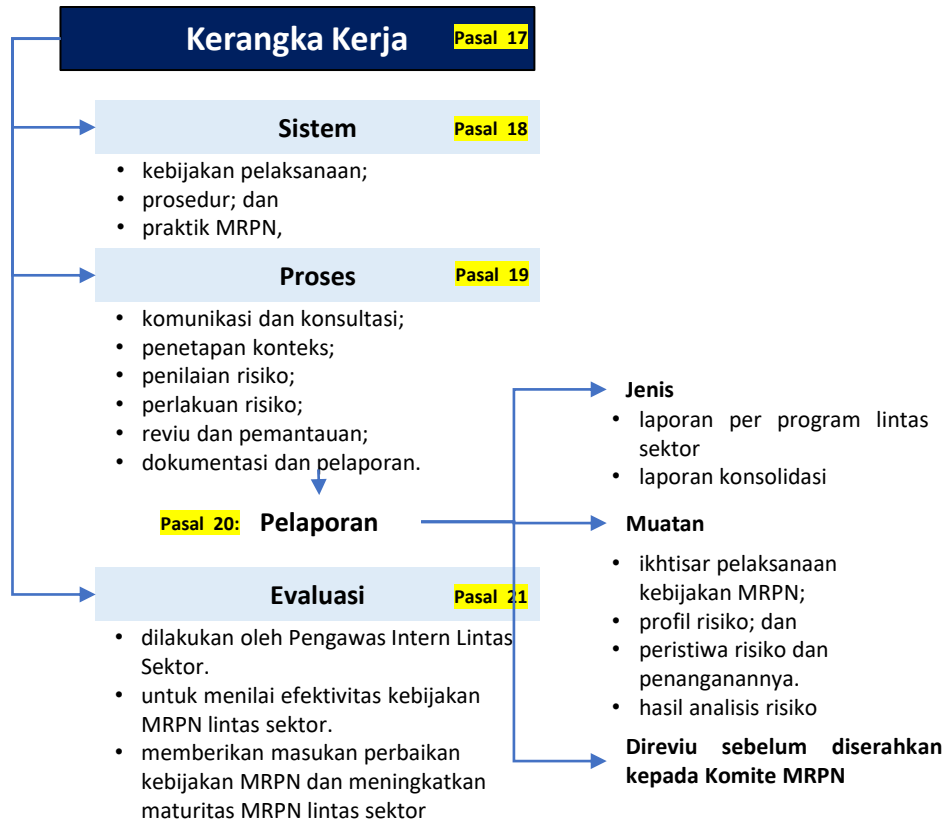 Kerangka Kerja Pasal 17
Sistem Pasal 18
• kebijakan pelaksanaan;
• prosedur; dan
• praktik MRPN,
Proses Pasal 19
• komunikasi dan konsultasi;
• penetapan konteks;
• penilaian risiko;
• perlakuan risiko;
• reviu dan pemantauan;
• dokumentasi dan pelaporan.
Pasal 20: Pelaporan
Jenis
• laporan per program lintas
sektor
• laporan konsolidasi
Muatan
• ikhtisar pelaksanaan
kebijakan MRPN;
• profil risiko; dan
• peristiwa risiko dan
penanganannya.
• hasil analisis risiko
Direviu sebelum diserahkan
kepada Komite MRPN
Evaluasi Pasal 21
• dilakukan oleh Pengawas Intern Lintas
Sektor.
• untuk menilai efektivitas kebijakan
MRPN lintas sektor.
• memberikan masukan perbaikan
kebijakan MRPN dan meningkatkan
maturitas MRPN lintas sektor